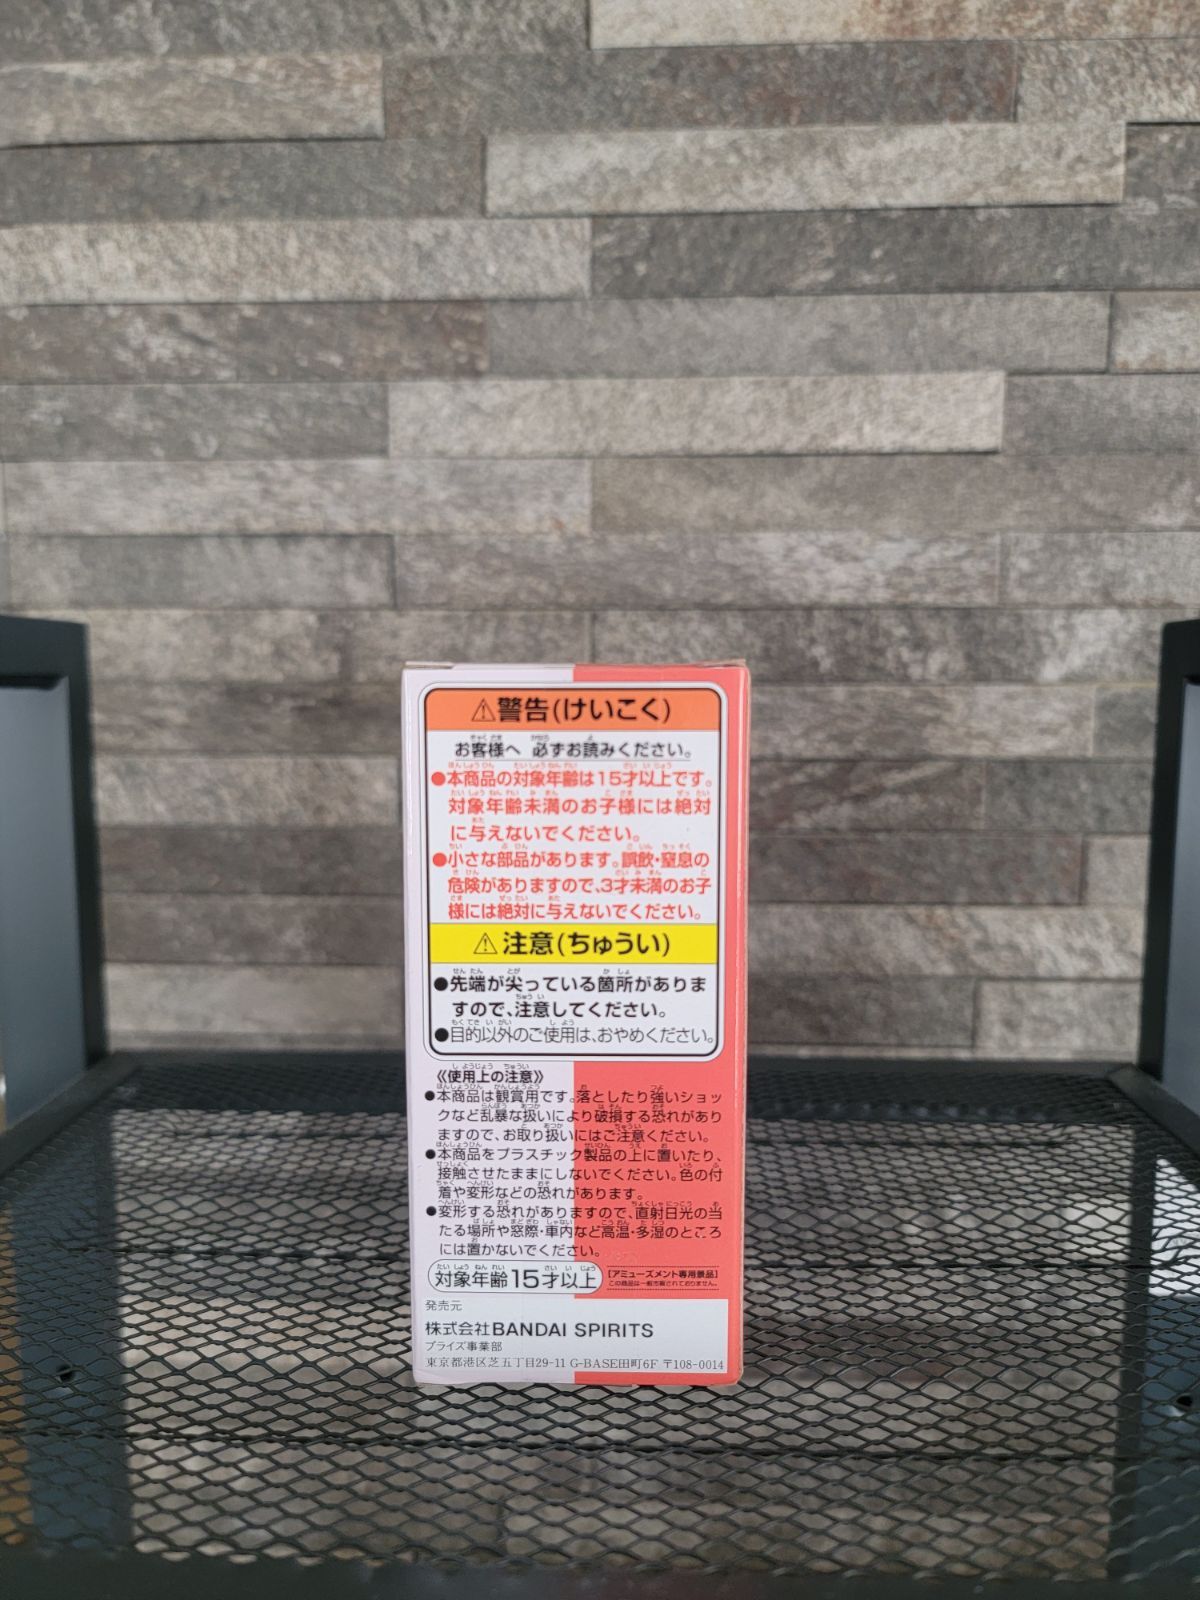 ⚠警告(けいこく)
お客様へ 必ずお読みください。
●本商品の対象年齢は15才以上です。
対象年齢未満のお子様には絶対
に与えないでください。
●小さな部品があります。誤飲・窒息の
危険がありますので、3才未満のお子
様には絶対に与えないでください。
⚠注意(ちゅうい)
●先端が尖っている箇所がありま
すので、注意してください。
●目的以外のご使用は、おやめください。
《使用上の注意》
●本商品は観賞用です。落としたり強いショッ
クなど乱暴な扱いにより破損する恐れがあり
ますので、お取り扱いにはご注意ください。
●本商品をプラスチック製品の上に置いたり、
接触させたままにしないでください。色の付
着や変形などの恐れがあります。
●変形する恐れがありますので、直射日光の当
たる場所や窓際・車内など高温・多湿のところ
には置かないでください。
対象年齢15才以上
[アミューズメント専用景品]
この商品は一般市販されておりません。
発売元
株式会社BANDAI SPIRITS
プライズ事業部
東京都港区芝五丁目29-11 G-BASE田町6F 〒108-0014